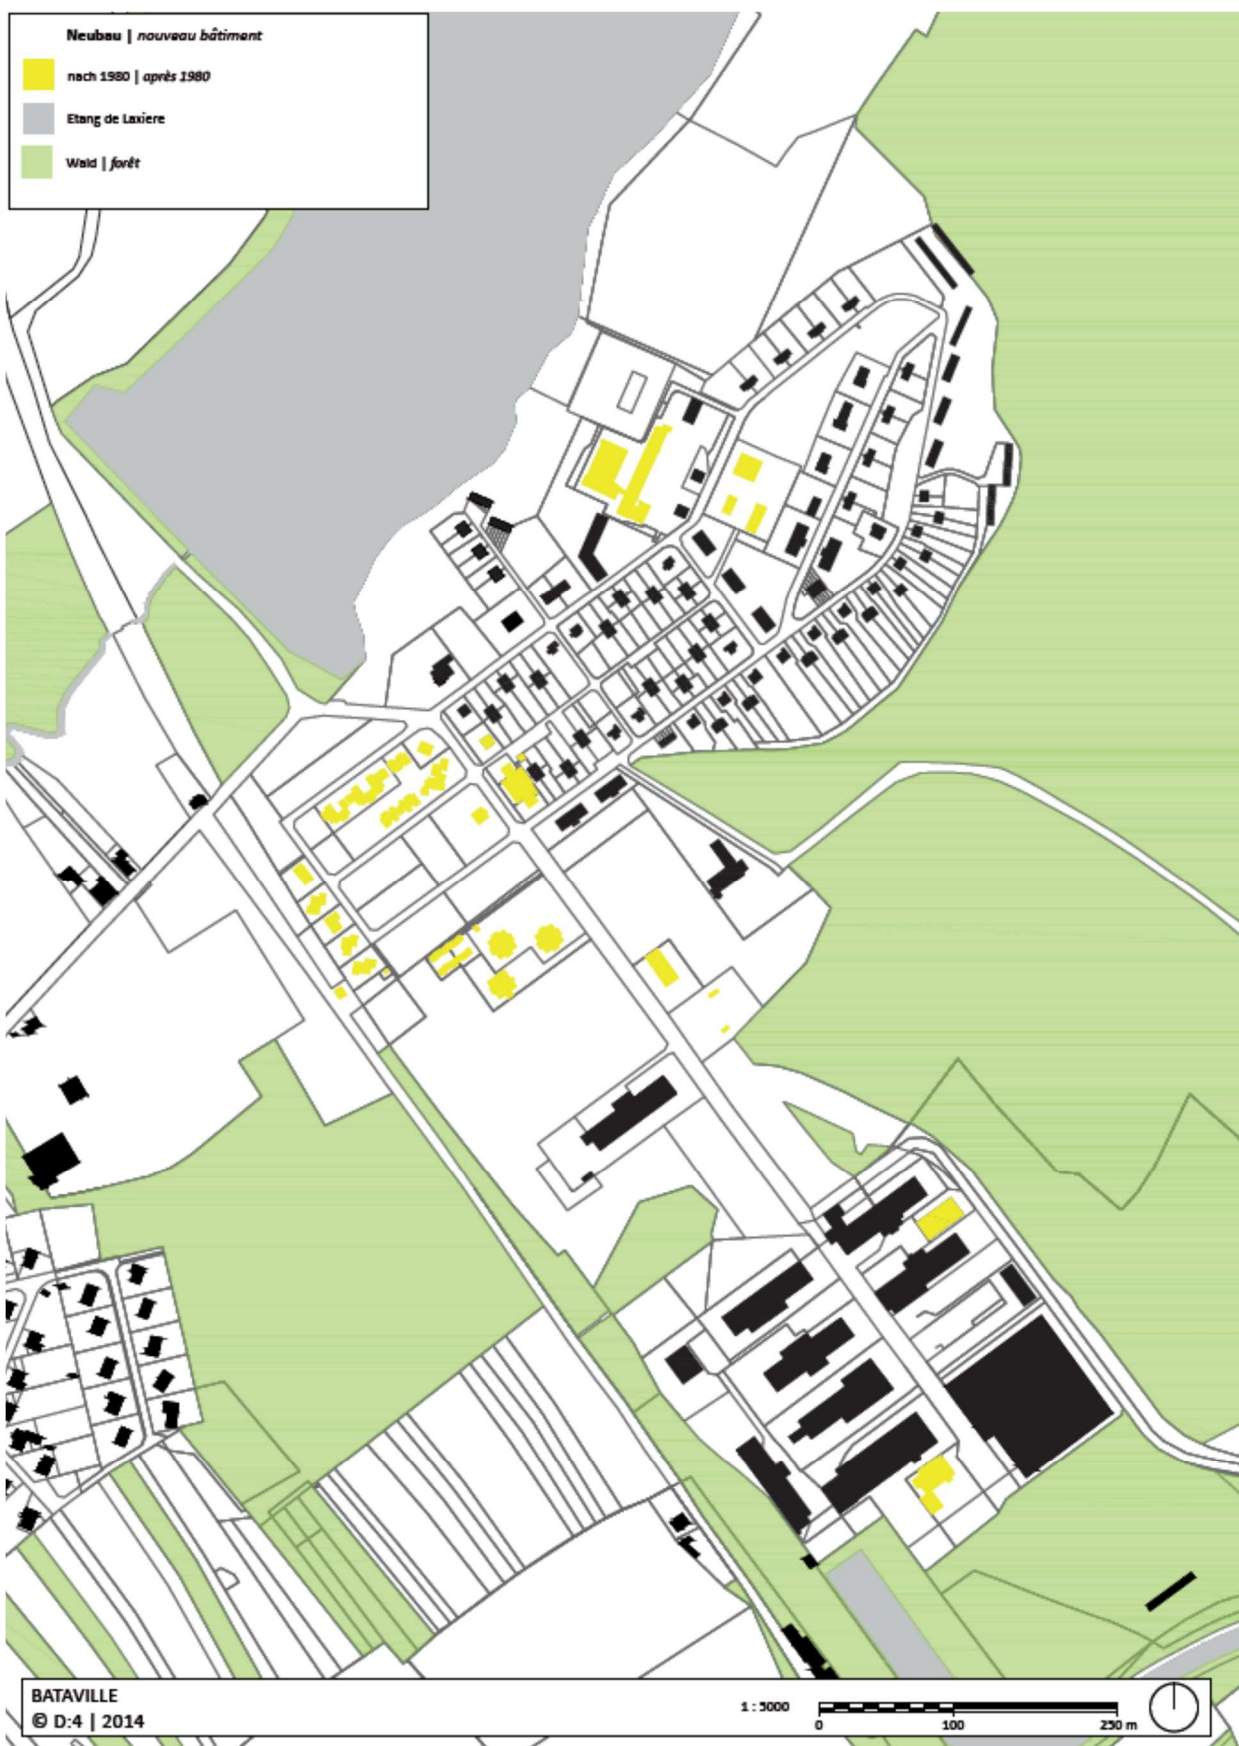 Neubau | nouveau bâtiment
nach 1980 | après 1980
Etang de Laxiere
Wald | forêt
BATAVILLE
© D:4 | 2014
1 : 5000
0 100 250 m